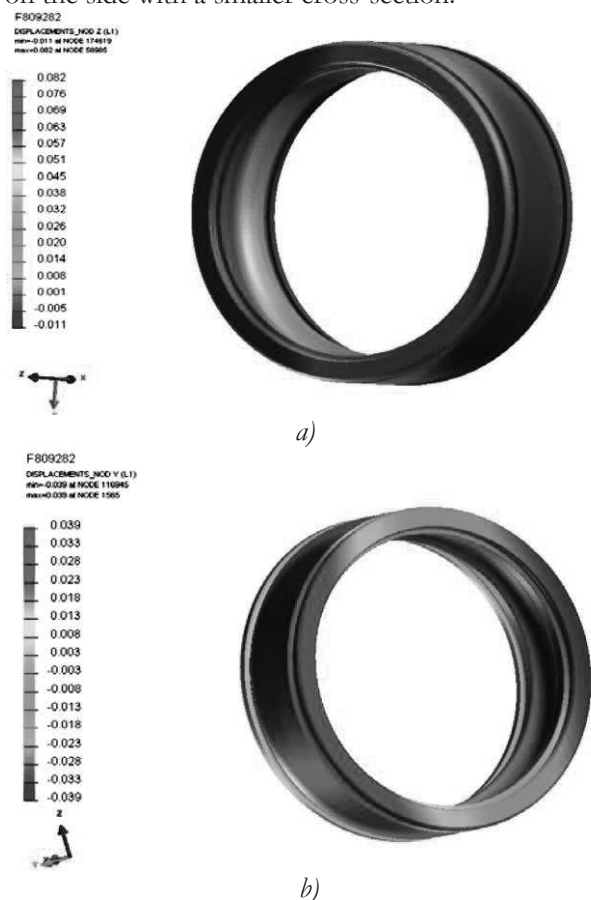 on the side with a smaller cross-section.
F809282
DISPLACEMENTS_NOD Z (L1)
min=-0.011 at NODE 174619
max=0.082 at NODE 58985
0.082
0.076
0.069
0.063
0.057
0.051
0.045
0.038
0.032
0.026
0.020
0.014
0.008
0.001
-0.005
-0.011
Z
X
a)
F809282
DISPLACEMENTS_NOD Y (L1)
min=-0.039 at NODE 116945
max=0.039 at NODE 1565
0.039
0.033
0.028
0.023
0.018
0.013
0.008
0.003
-0.003
-0.008
-0.013
-0.018
-0.023
-0.028
-0.033
-0.039
Z
Y
b)